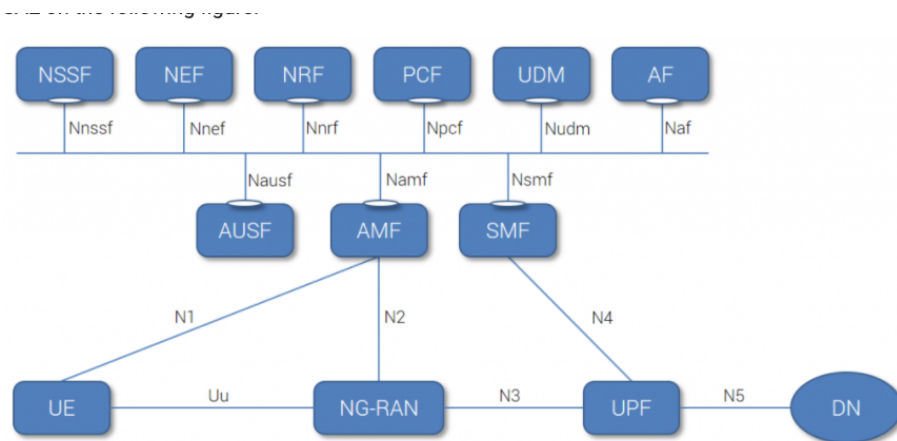 NSSF NEF NRF PCF UDM AF
Nnssf Nnef Nnrf Npcf Nudm Naf
Nausf Namf Nsmf
AUSF AMF SMF
N1 N2 N4
Uu N3 N5
UE NG-RAN UPF DN